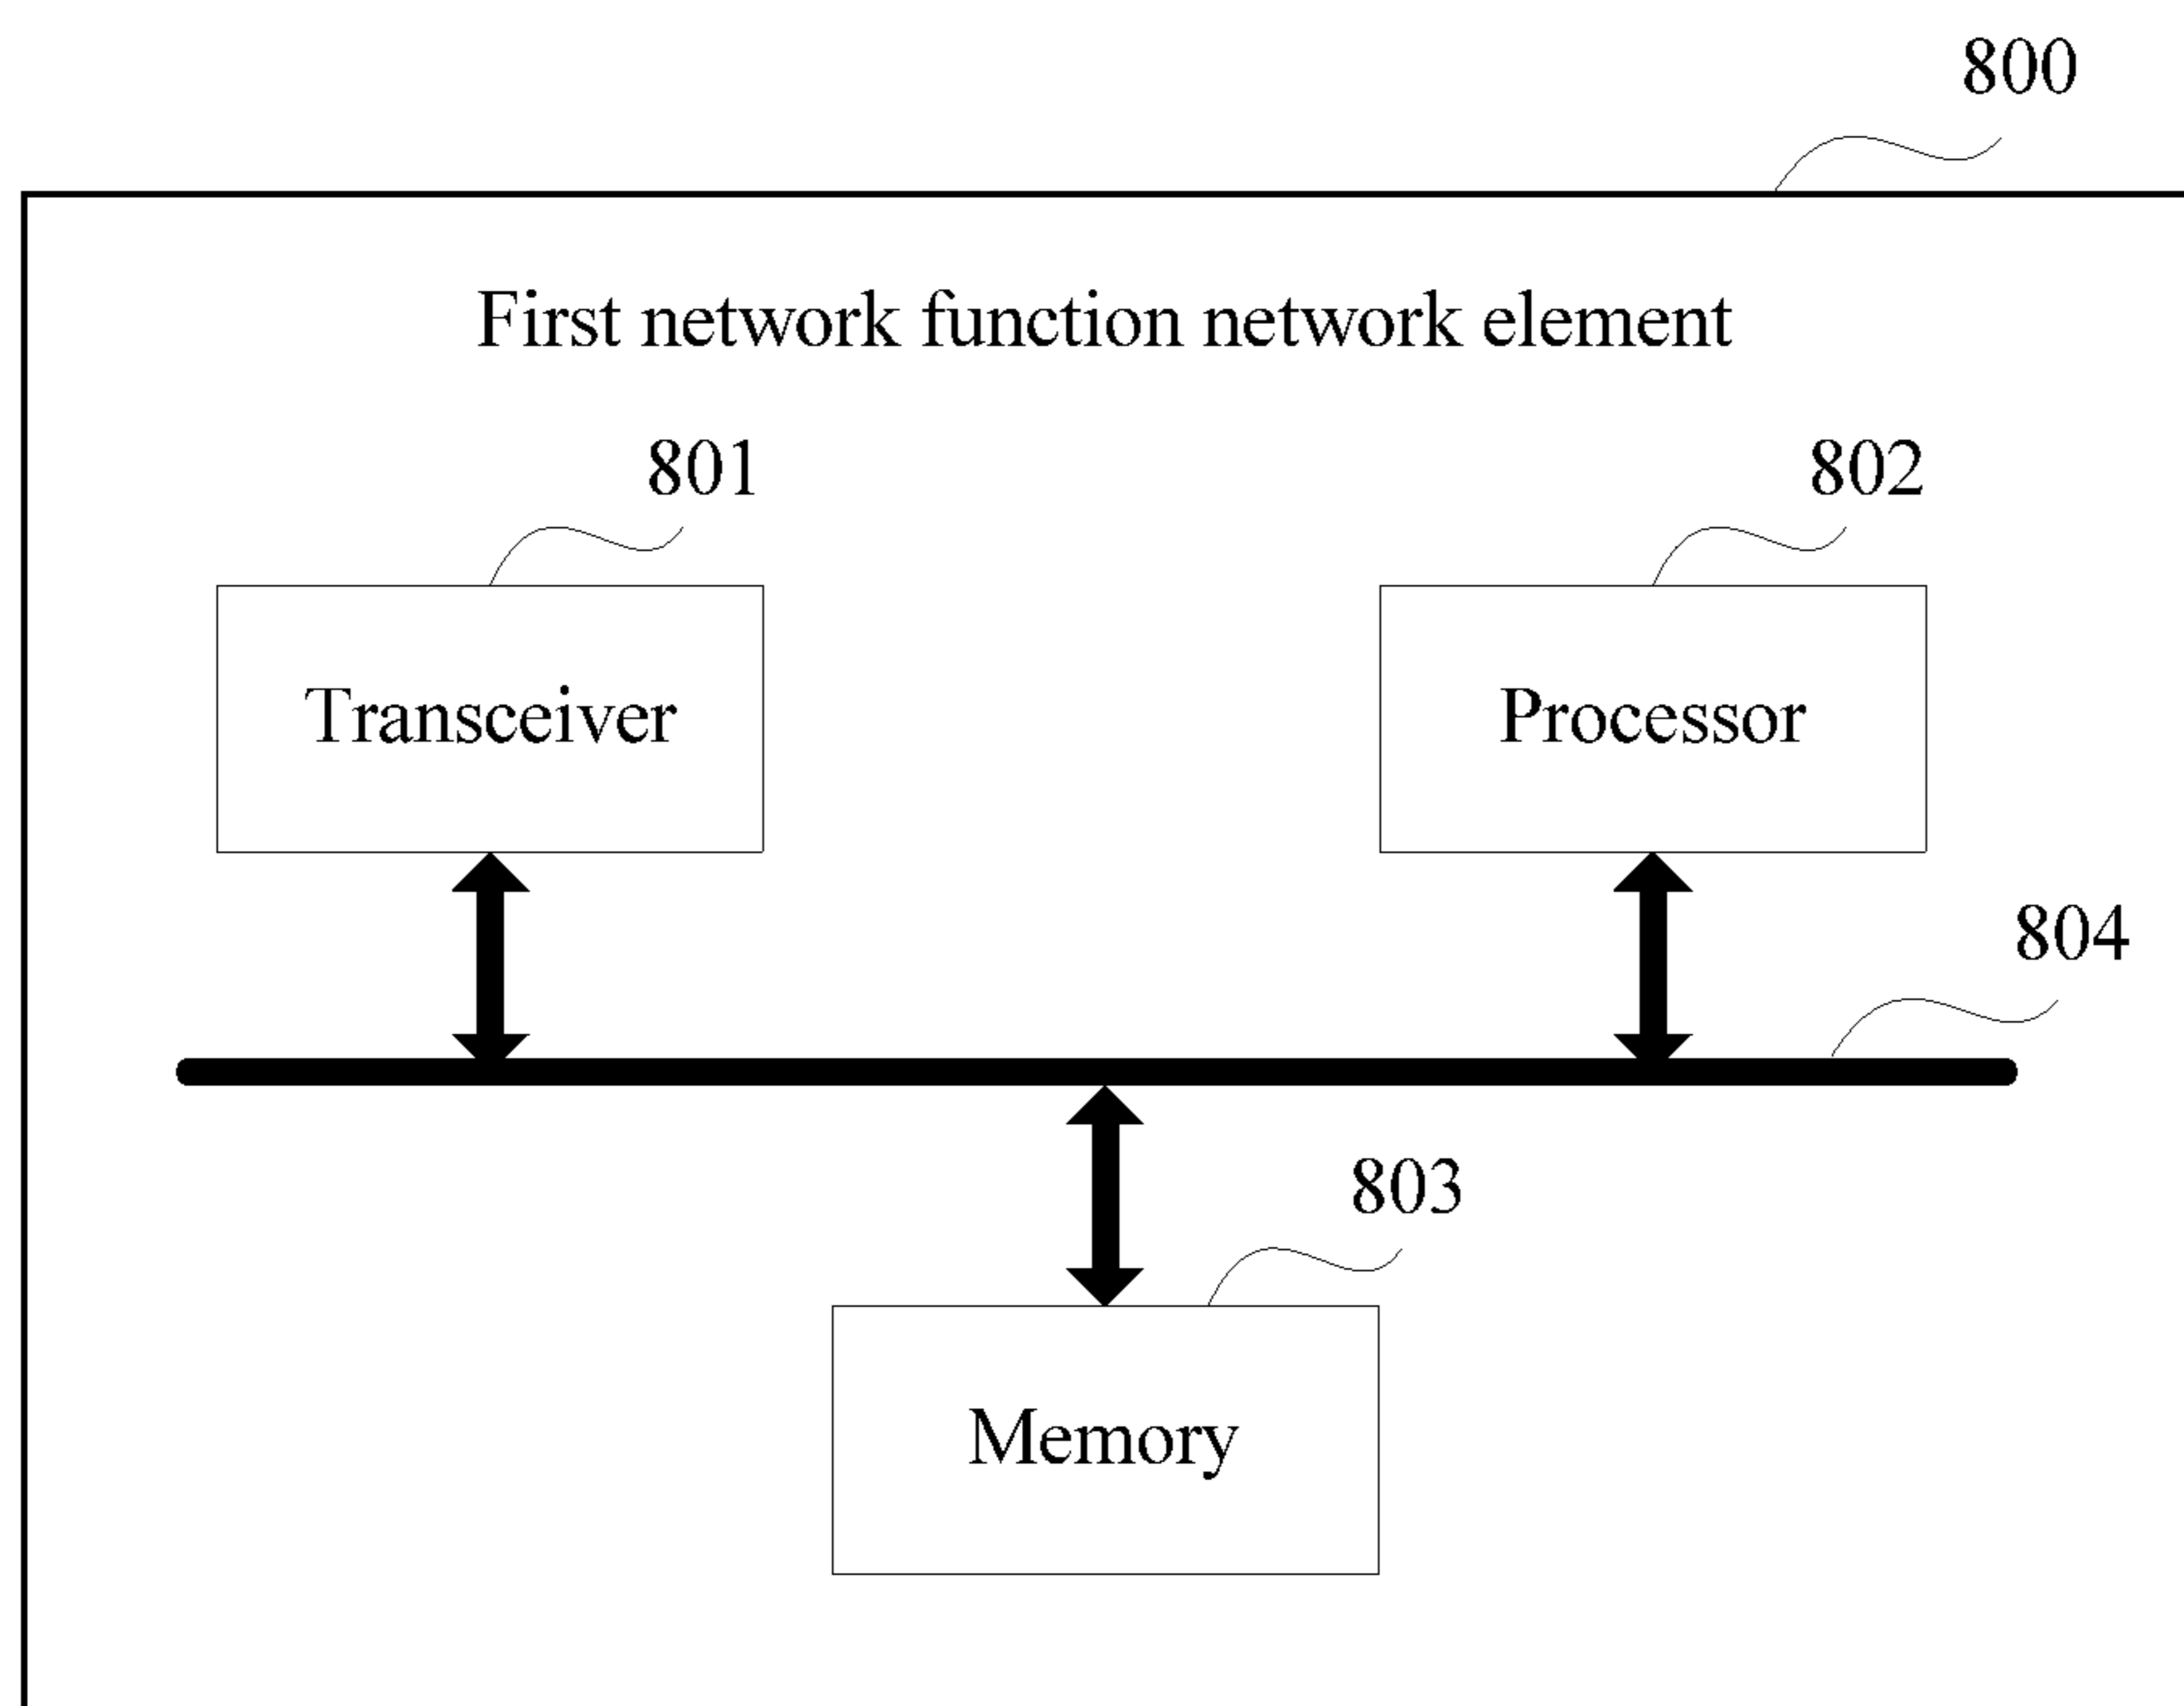 800
First network function network element
801
802
Transceiver
Processor
804
803
Memory